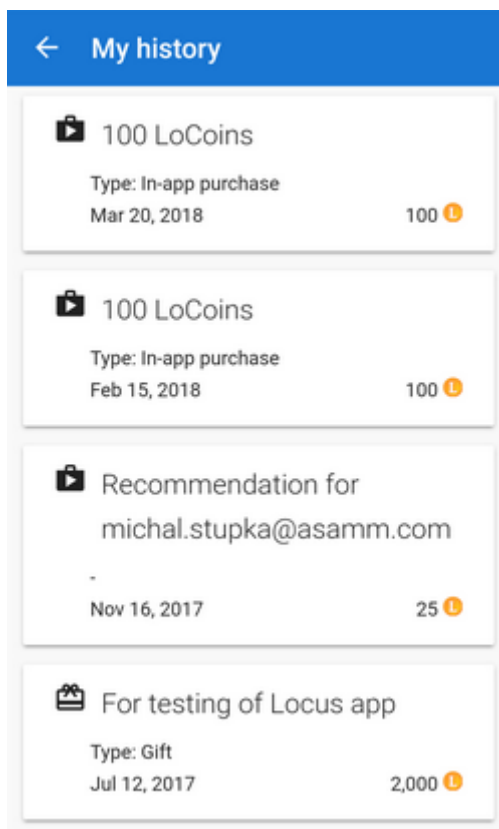 My history
100 LoCoins
Type: In-app purchase
Mar 20, 2018 100 L
100 LoCoins
Type: In-app purchase
Feb 15, 2018 100 L
Recommendation for
michal.stupka@asamm.com
-
Nov 16, 2017 25 L
For testing of Locus app
Type: Gift
Jul 12, 2017 2,000 L